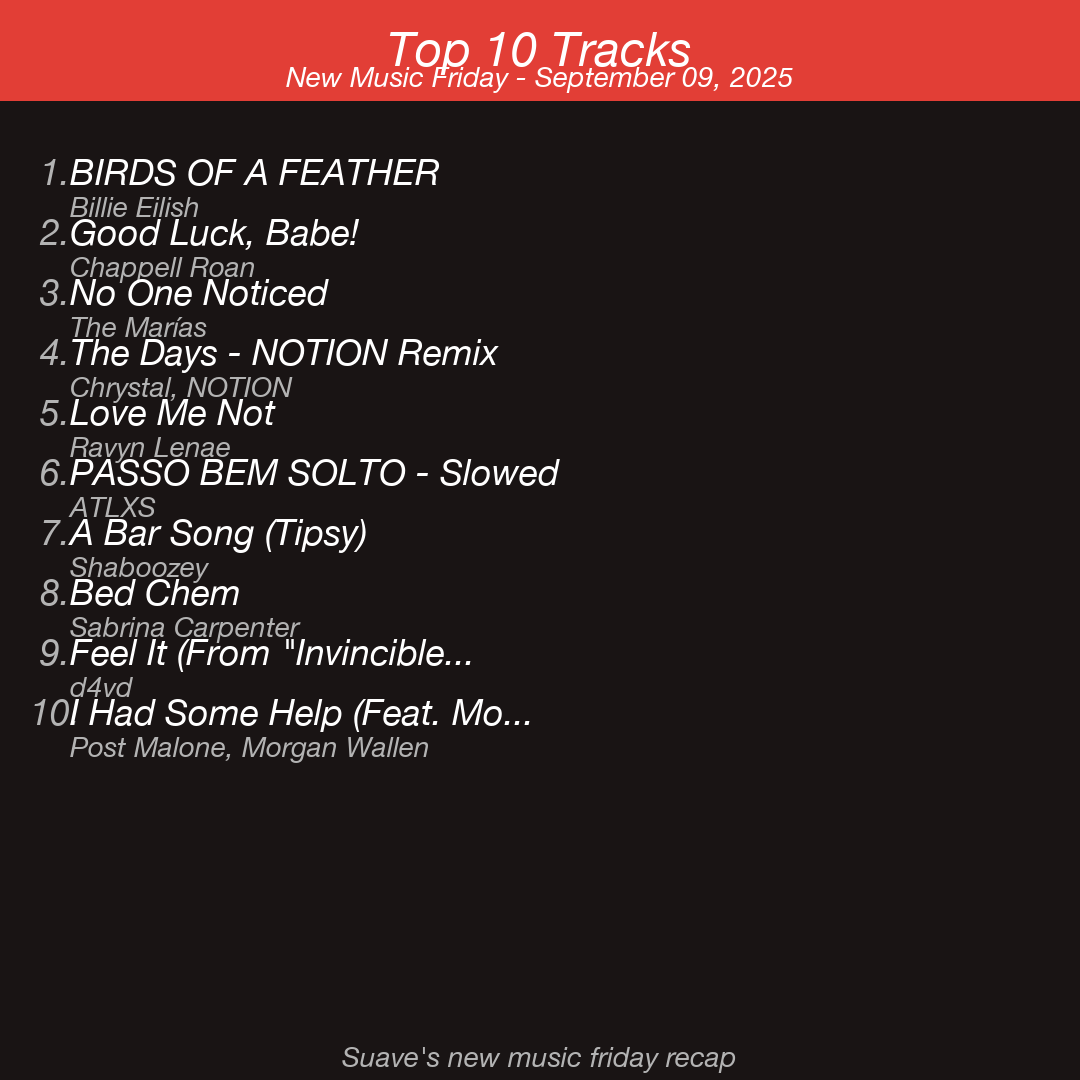 Top 10 Tracks
New Music Friday - September 09, 2025
1. BIRDS OF A FEATHER
Billie Eilish
2. Good Luck, Babe!
Chappell Roan
3. No One Noticed
The Marías
4. The Days - NOTION Remix
Chrystal, NOTION
5. Love Me Not
Ravyn Lenae
6. PASSO BEM SOLTO - Slowed
ATLXS
7. A Bar Song (Tipsy)
Shaboozey
8. Bed Chem
Sabrina Carpenter
9. Feel It (From "Invincible...
d4vd
10. I Had Some Help (Feat. Mo...
Post Malone, Morgan Wallen
Suave's new music friday recap